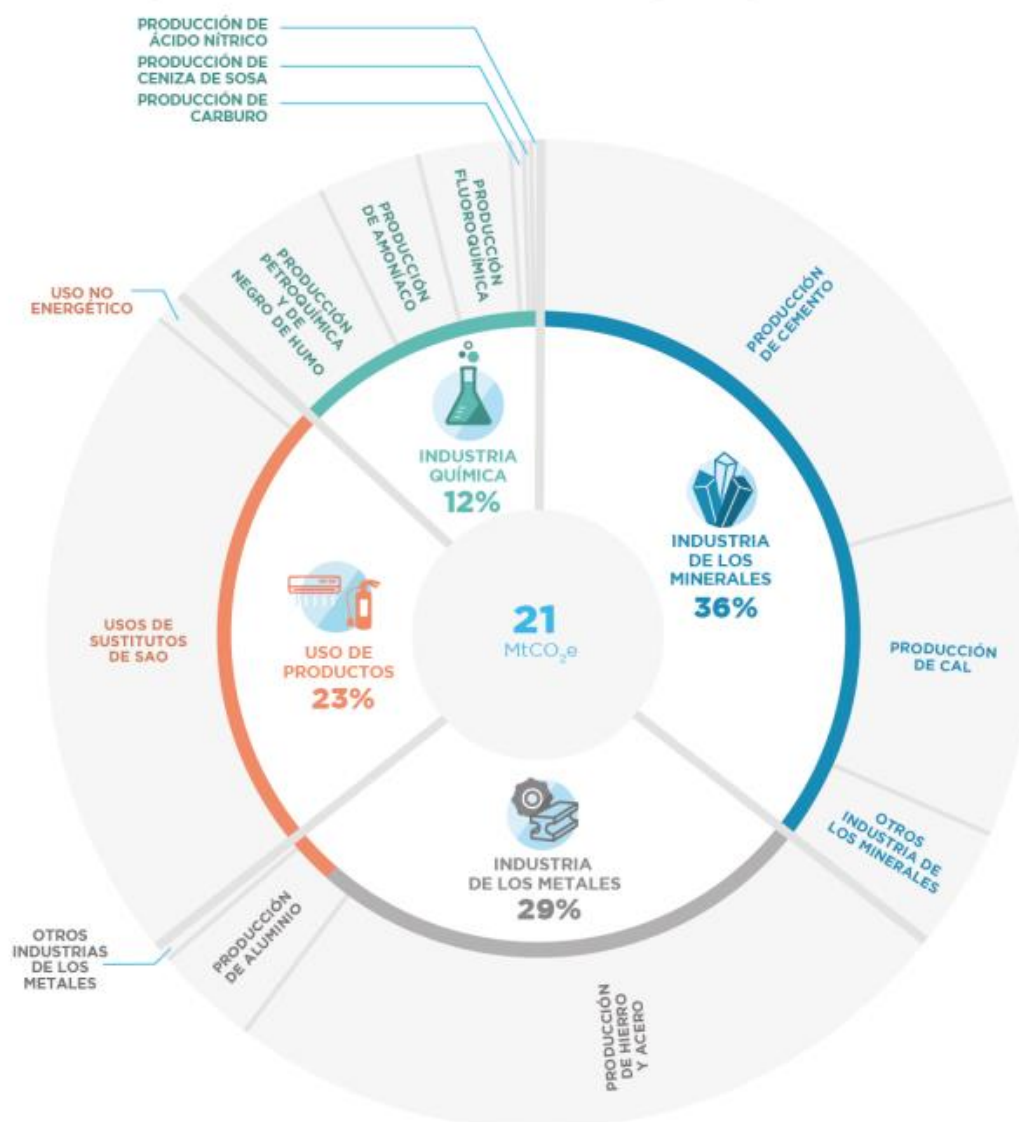 PRODUCCIÓN DE
ÁCIDO NÍTRICO
PRODUCCIÓN DE
CENIZA DE SOSA
PRODUCCIÓN DE
CARBURO
PRODUCCIÓN
FLUOROQUÍMICA
PRODUCCIÓN
DE AMONÍACO
PRODUCCIÓN
PETROQUÍMICA
Y DE
NEGRO DE HUMO
USO NO
ENERGÉTICO
PRODUCCIÓN
DE CEMENTO
INDUSTRIA
QUÍMICA
12%
INDUSTRIA
DE LOS
MINERALES
36%
USOS DE
SUSTITUTOS
DE SAO
USO DE
PRODUCTOS
23%
21
MtCO₂e
PRODUCCIÓN
DE CAL
OTROS
INDUSTRIA DE
LOS MINERALES
INDUSTRIA
DE LOS METALES
29%
OTROS
INDUSTRIAS
DE LOS
METALES
PRODUCCIÓN
DE ALUMINIO
PRODUCCIÓN
DE HIERRO
Y ACERO